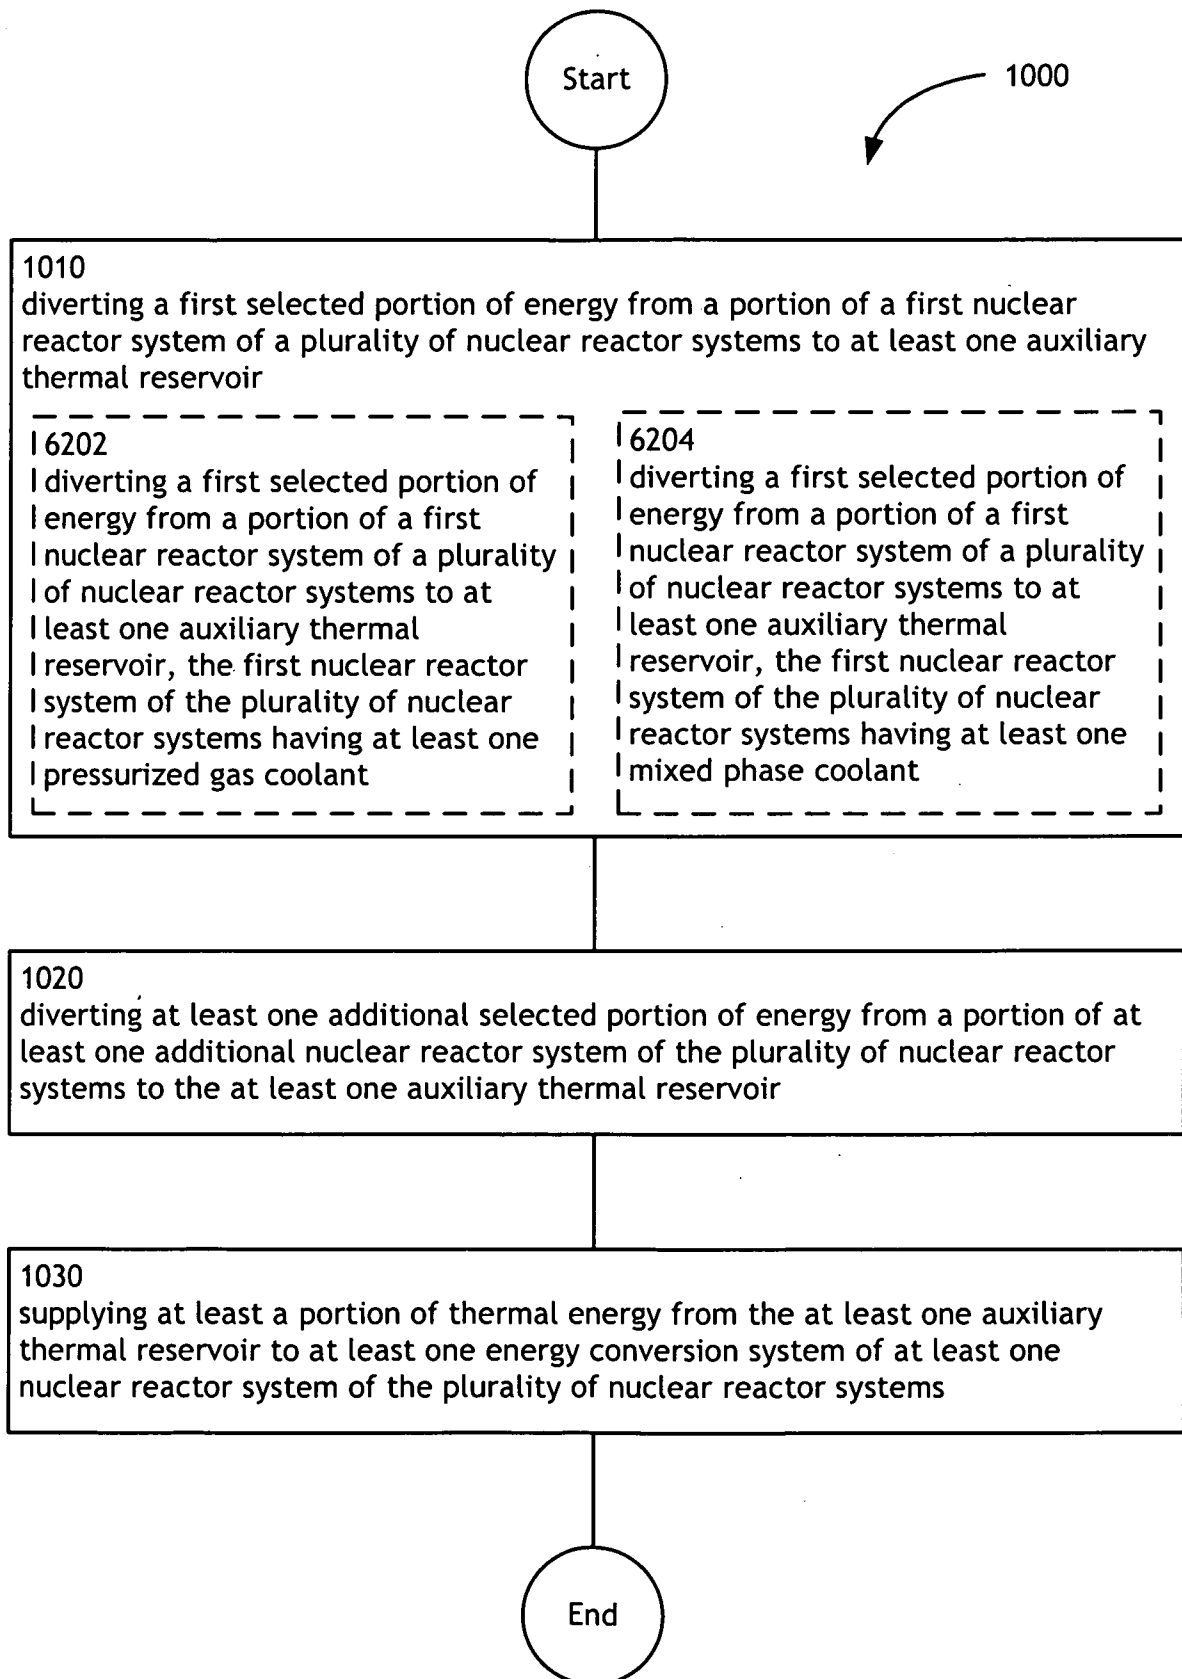 Start
1000
1010
diverting a first selected portion of energy from a portion of a first nuclear
reactor system of a plurality of nuclear reactor systems to at least one auxiliary
thermal reservoir
6202
diverting a first selected portion of
energy from a portion of a first
nuclear reactor system of a plurality
of nuclear reactor systems to at
least one auxiliary thermal
reservoir, the first nuclear reactor
system of the plurality of nuclear
reactor systems having at least one
pressurized gas coolant
6204
diverting a first selected portion of
energy from a portion of a first
nuclear reactor system of a plurality
of nuclear reactor systems to at
least one auxiliary thermal
reservoir, the first nuclear reactor
system of the plurality of nuclear
reactor systems having at least one
mixed phase coolant
1020
diverting at least one additional selected portion of energy from a portion of at
least one additional nuclear reactor system of the plurality of nuclear reactor
systems to the at least one auxiliary thermal reservoir
1030
supplying at least a portion of thermal energy from the at least one auxiliary
thermal reservoir to at least one energy conversion system of at least one
nuclear reactor system of the plurality of nuclear reactor systems
End